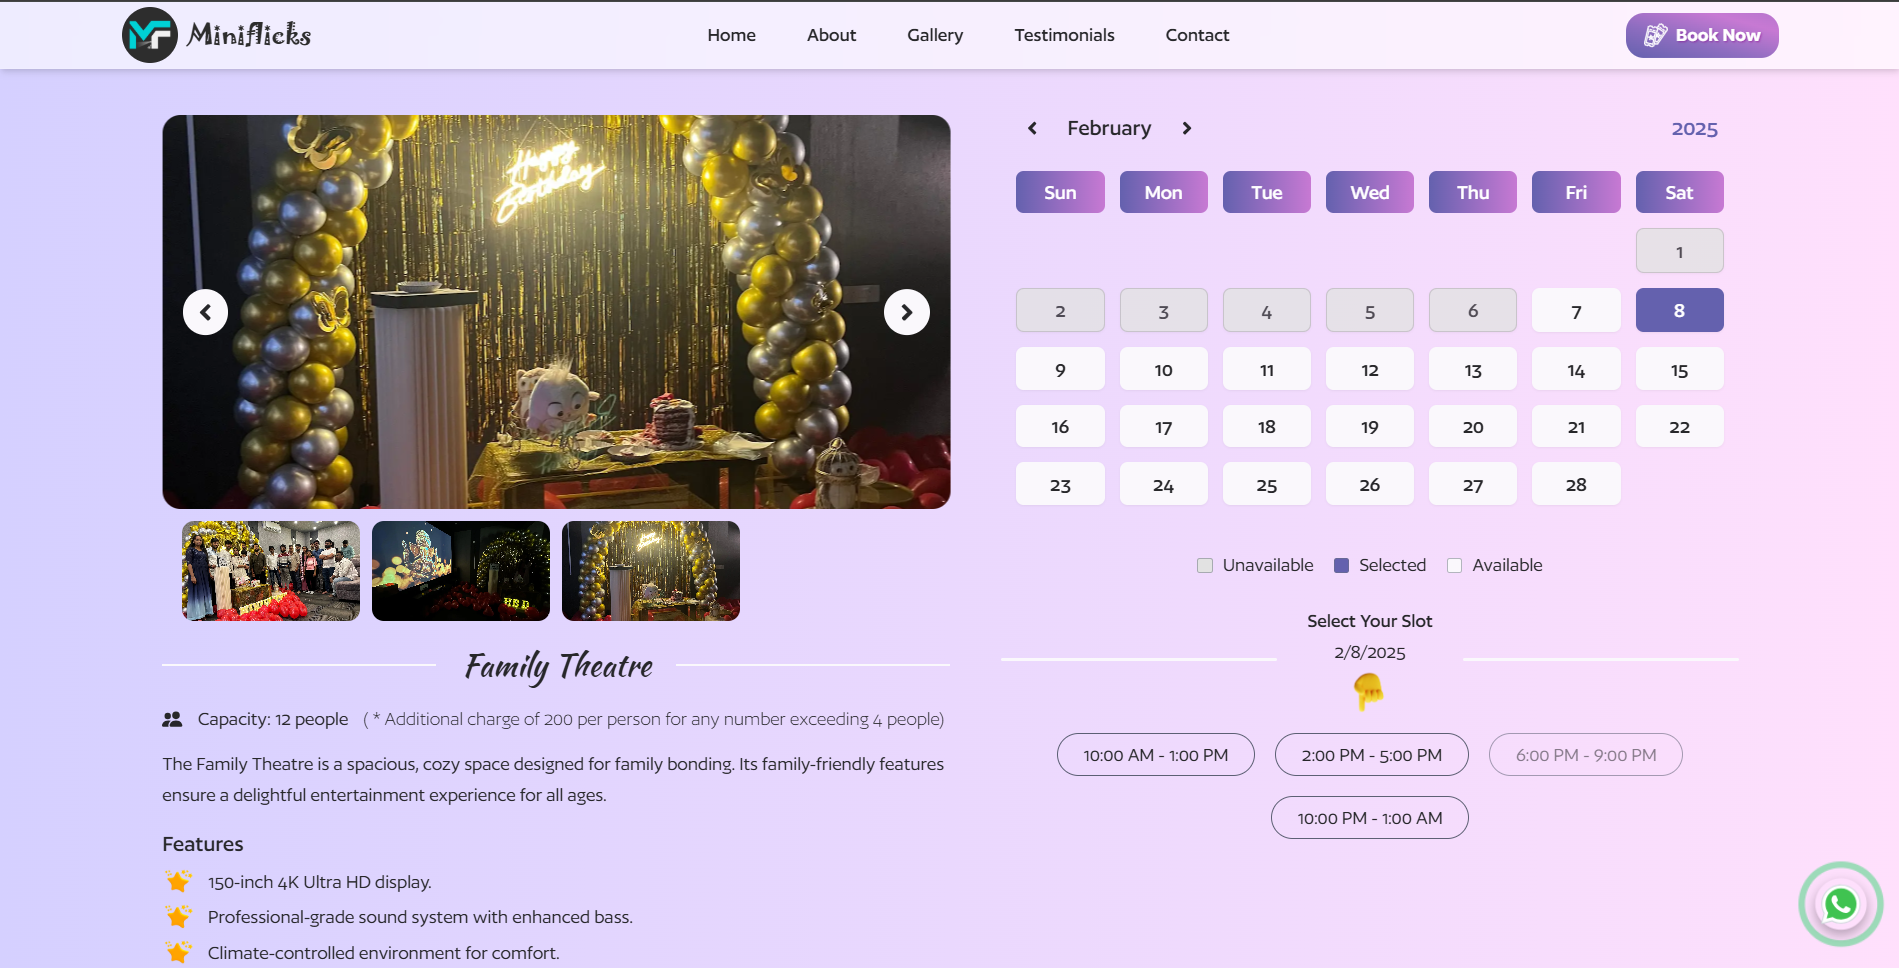 Miniflicks
Home
About
Gallery
Testimonials
Contact
Book Now
Happy
Birthday
Family Theatre
Capacity: 12 people ( * Additional charge of 200 per person for any number exceeding 4 people)
The Family Theatre is a spacious, cozy space designed for family bonding. Its family-friendly features
ensure a delightful entertainment experience for all ages.
Features
150-inch 4K Ultra HD display.
Professional-grade sound system with enhanced bass.
Climate-controlled environment for comfort.
February
2025
Sun Mon Tue Wed Thu Fri Sat
1
2 3 4 5 6 7 8
9 10 11 12 13 14 15
16 17 18 19 20 21 22
23 24 25 26 27 28
Unavailable Selected Available
Select Your Slot
2/8/2025
10:00 AM - 1:00 PM
2:00 PM - 5:00 PM
6:00 PM - 9:00 PM
10:00 PM - 1:00 AM